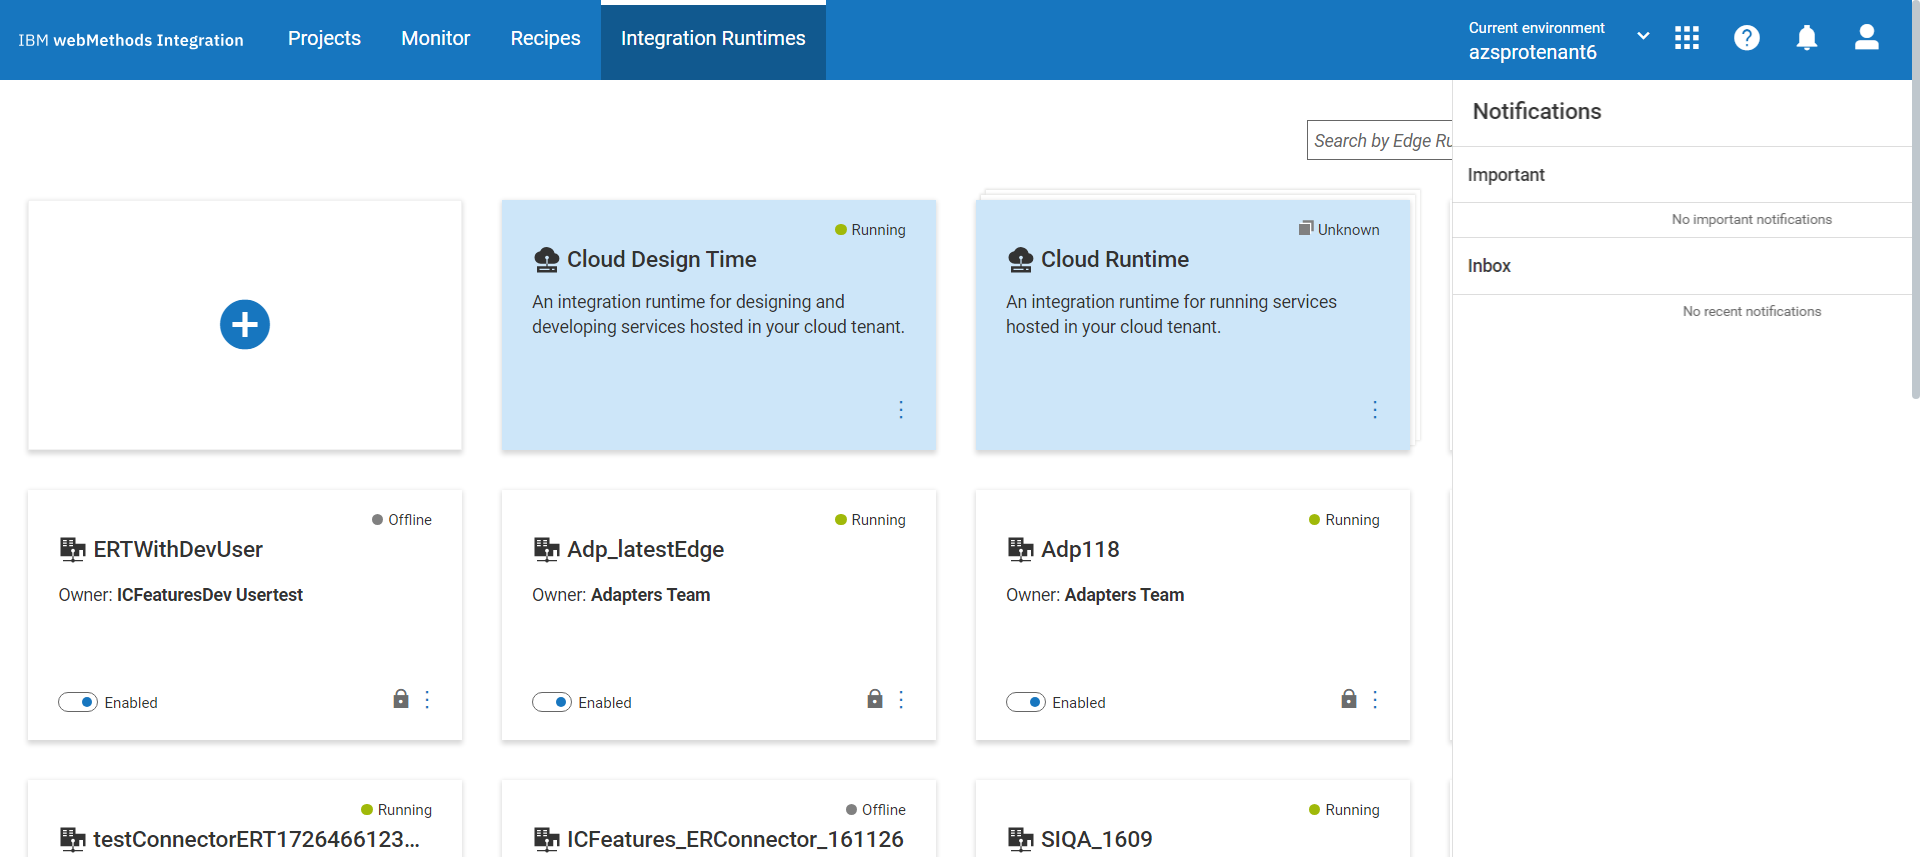 IBM webMethods Integration
Projects
Monitor
Recipes
Integration Runtimes
Current environment
azsprotenant6
Notifications
Search by Edge Ru
Important
No important notifications
Inbox
No recent notifications
Running
Cloud Design Time
An integration runtime for designing and
developing services hosted in your cloud tenant.
Unknown
Cloud Runtime
An integration runtime for running services
hosted in your cloud tenant.
Offline
ERTWithDevUser
Owner: ICFeaturesDev Usertest
Enabled
Running
Adp_latestEdge
Owner: Adapters Team
Enabled
Running
Adp118
Owner: Adapters Team
Enabled
Running
testConnectorERT1726466123...
Offline
ICFeatures_ERConnector_161126
Running
SIQA_1609